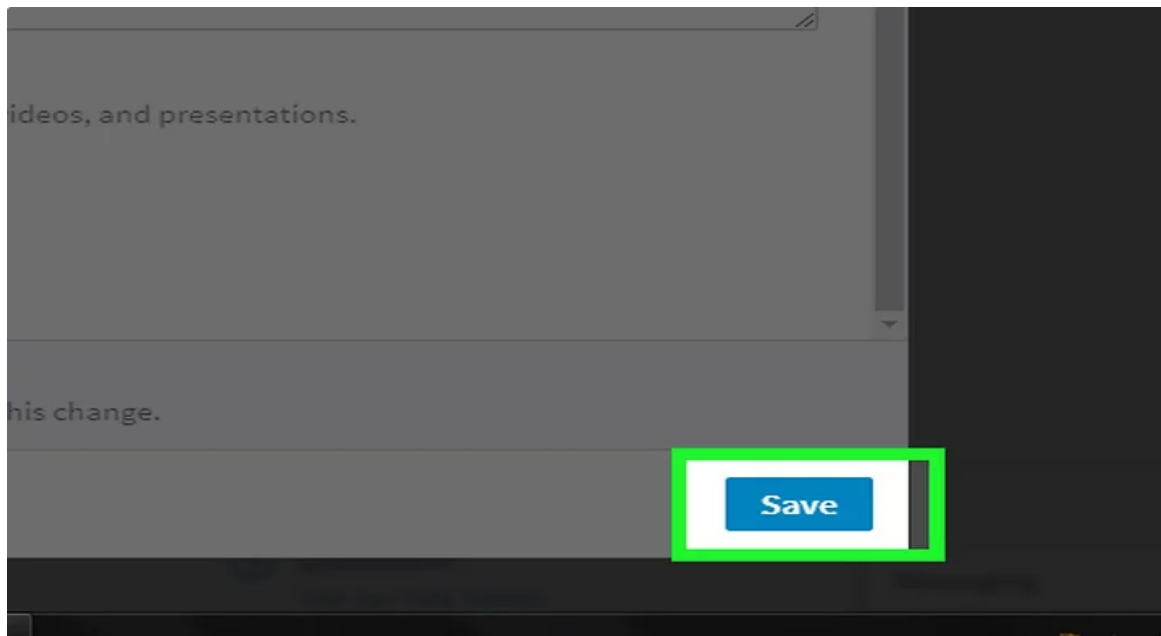 ideos, and presentations.
his change.
Save